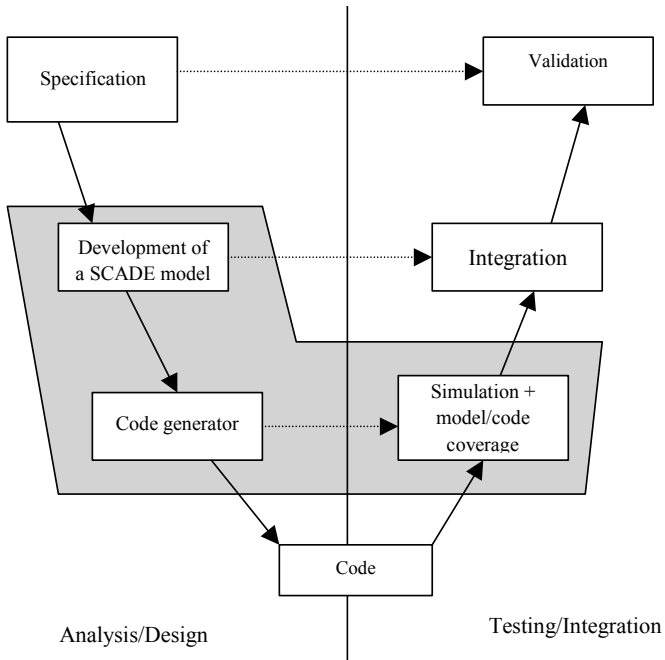 Specification
Validation
Development of
a SCADE model
Integration
Code generator
Simulation +
model/code
coverage
Code
Analysis/Design
Testing/Integration